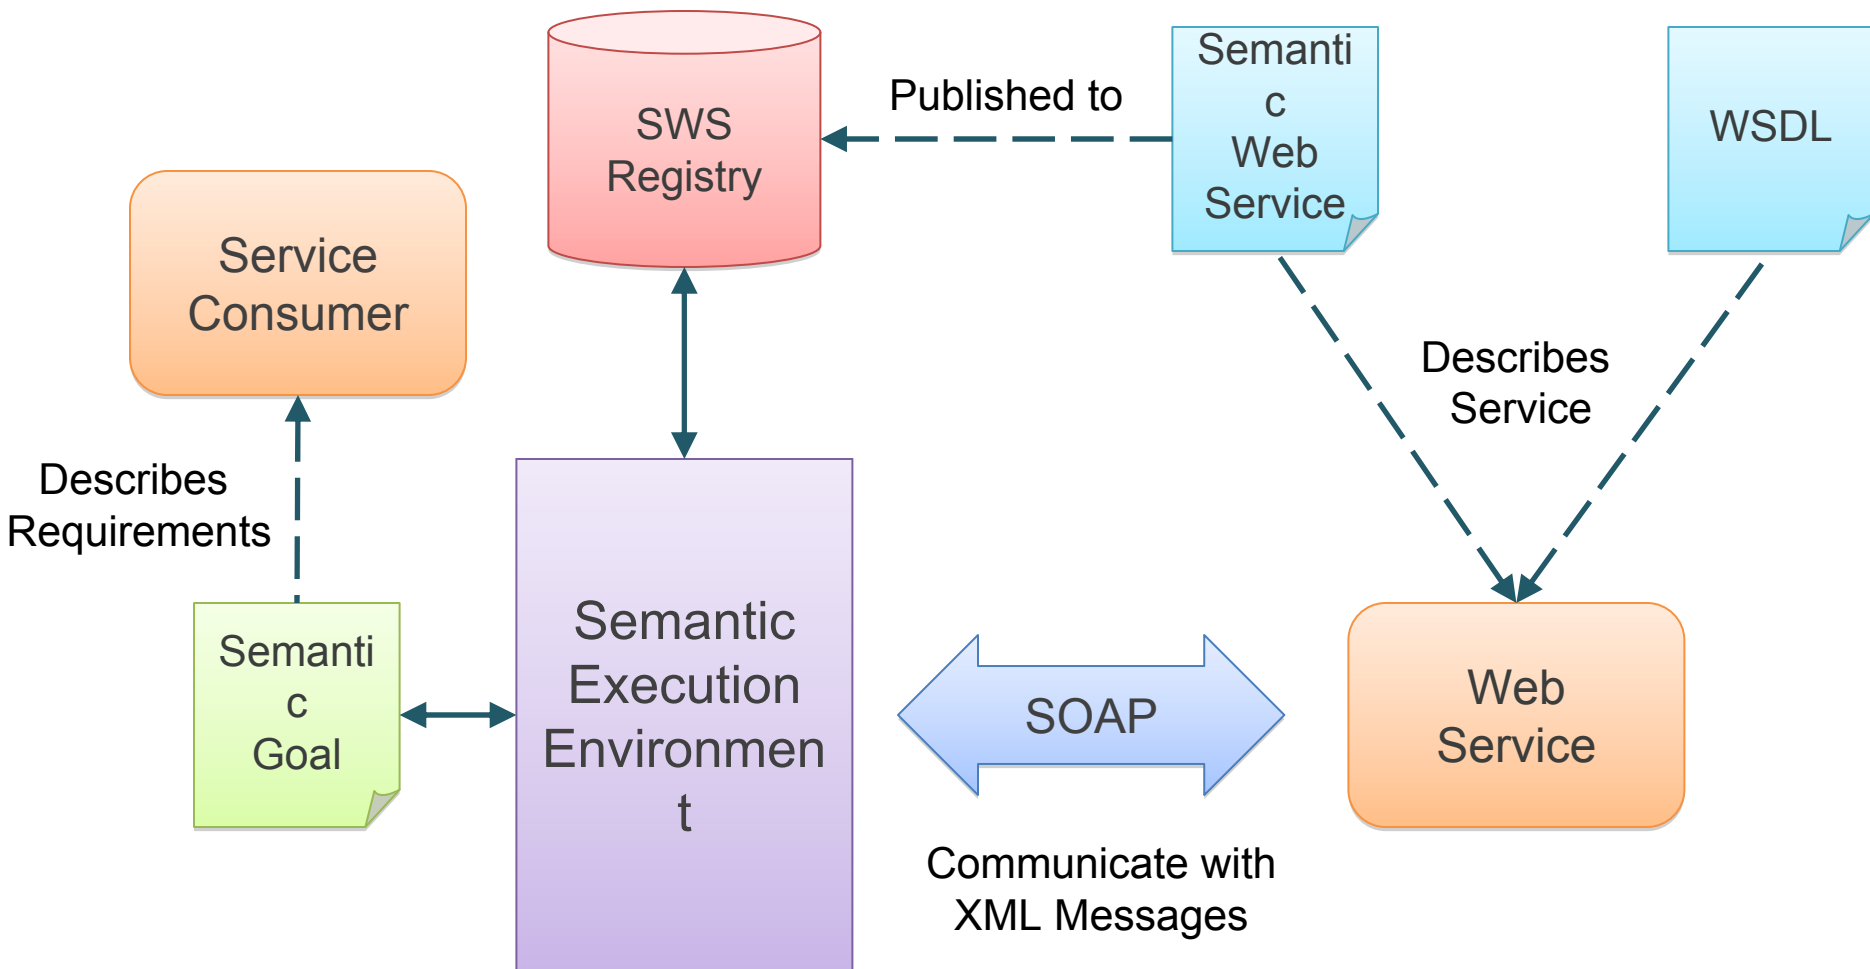 SWS
Registry
Published to
Semanti
c
Web
Service
WSDL
Service
Consumer
Describes
Service
Describes
Requirements
Semanti
c
Goal
Semantic
Execution
Environmen
t
SOAP
Web
Service
Communicate with
XML Messages